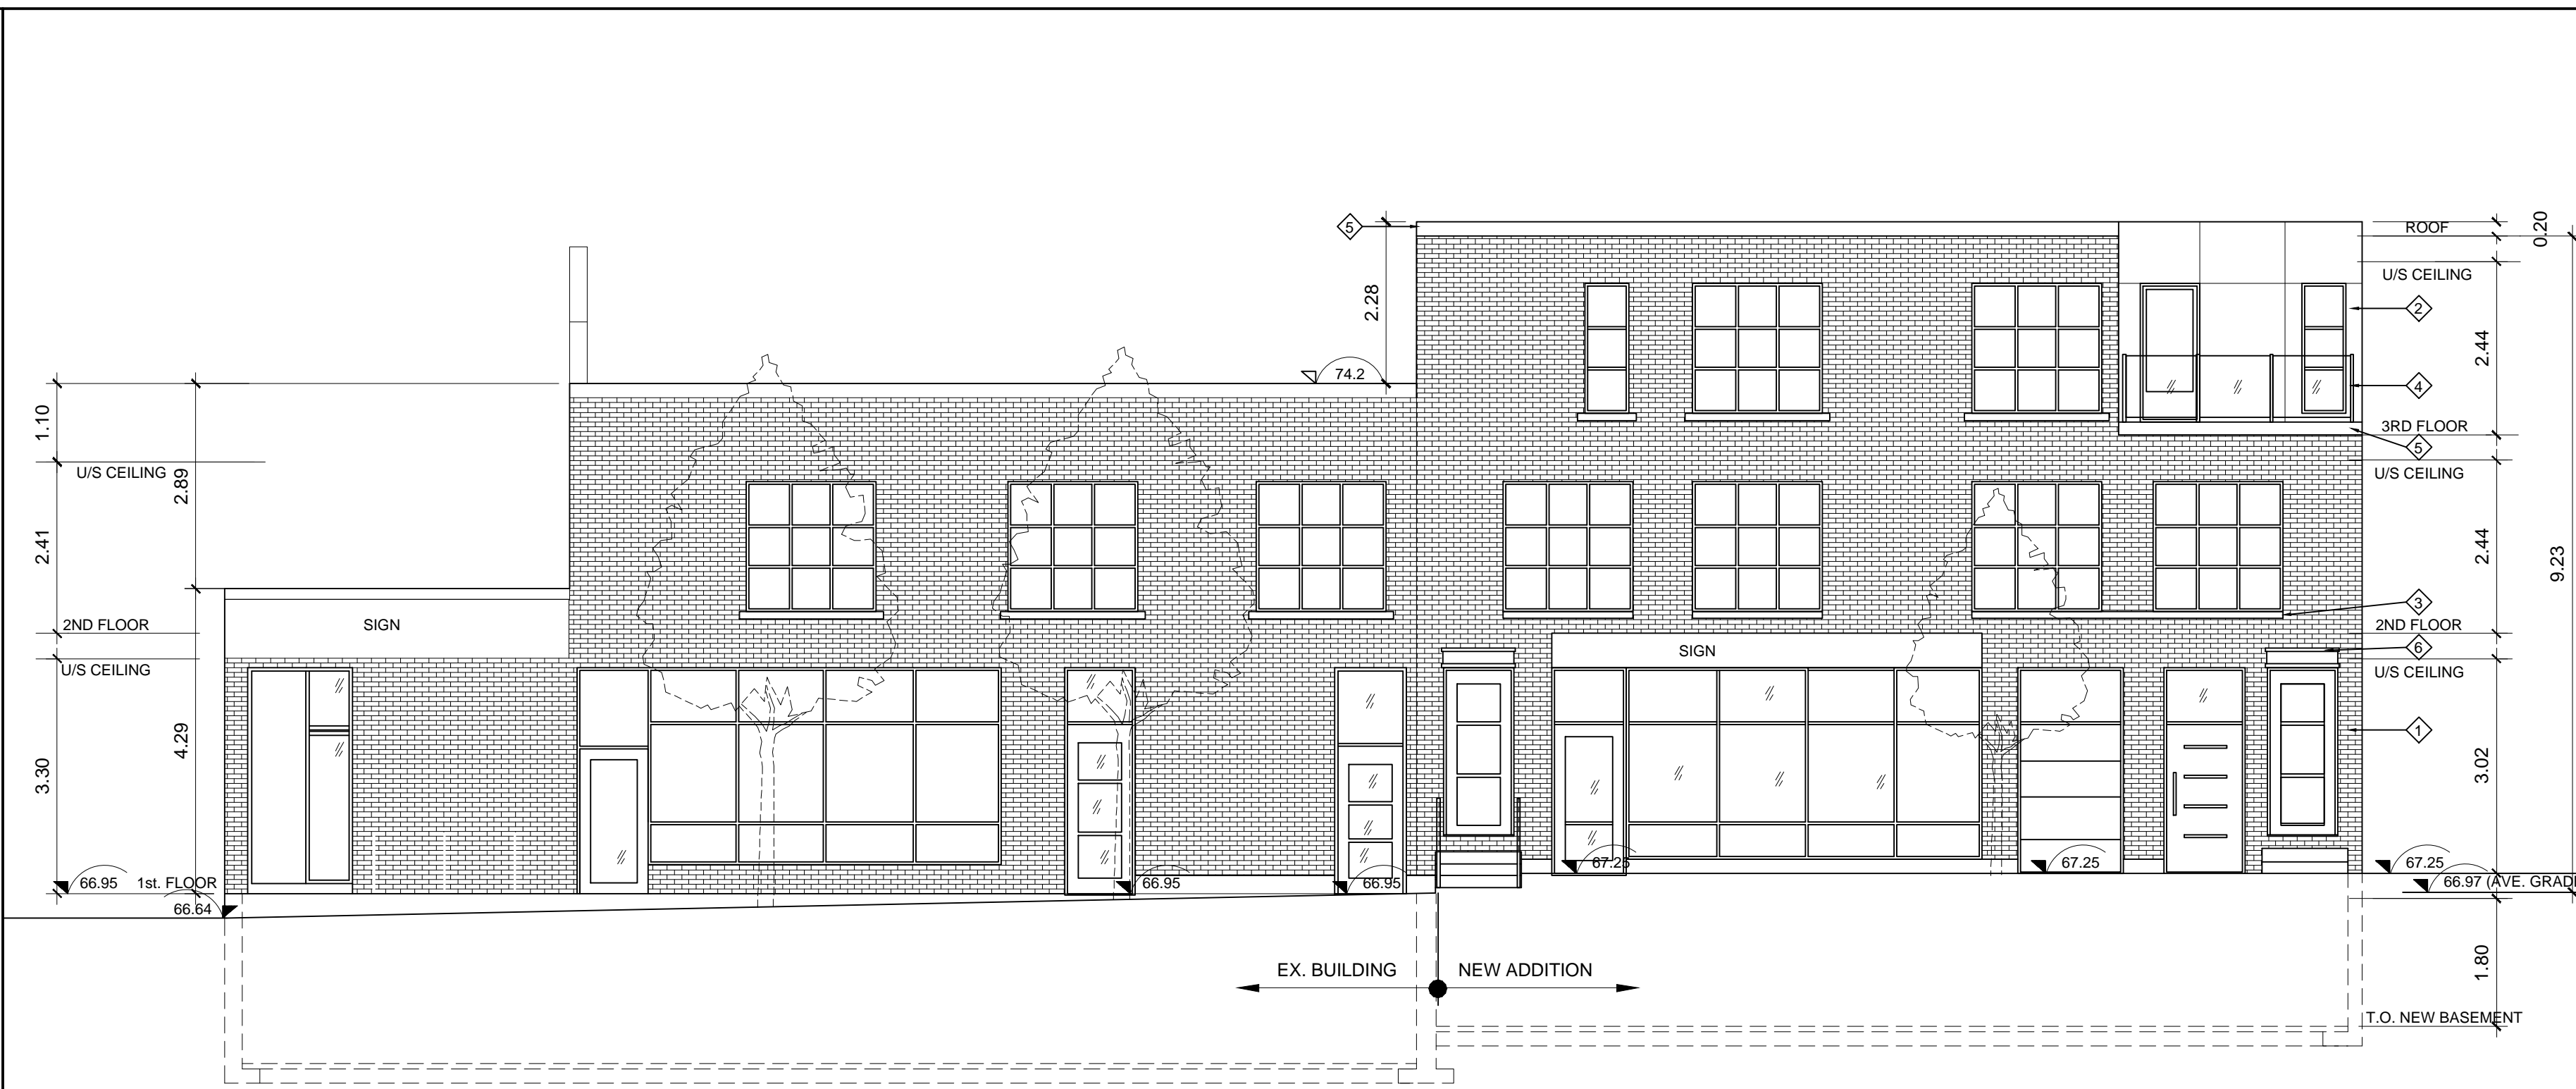 ROOF
0.20
5
U/S CEILING
2
2.28
2.44
74.2
4
1.10
3RD FLOOR
5
U/S CEILING
2.89
U/S CEILING
2.41
2.44
9.23
3
2ND FLOOR
SIGN
2ND FLOOR
SIGN
6
U/S CEILING
U/S CEILING
1
4.29
3.30
3.02
67.25
67.25
67.25
66.95
1st. FLOOR
66.95
66.95
66.97 (AVE. GRAD
66.64
EX. BUILDING
NEW ADDITION
1.80
T.O. NEW BASEMENT